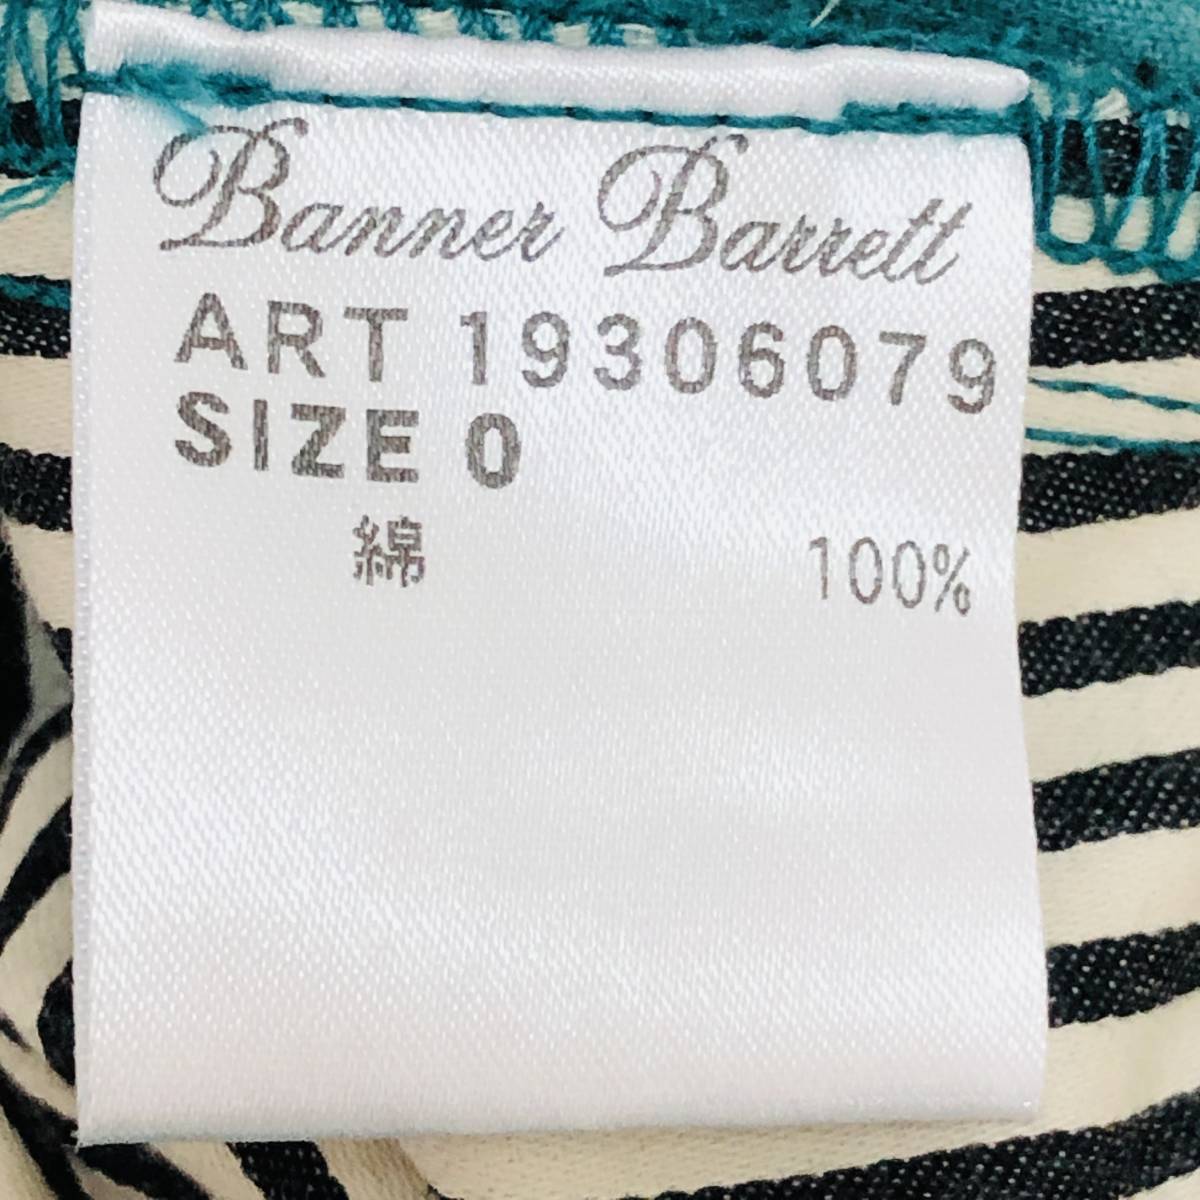 Banner Barrett
ART 19306079
SIZE 0
綿 100%